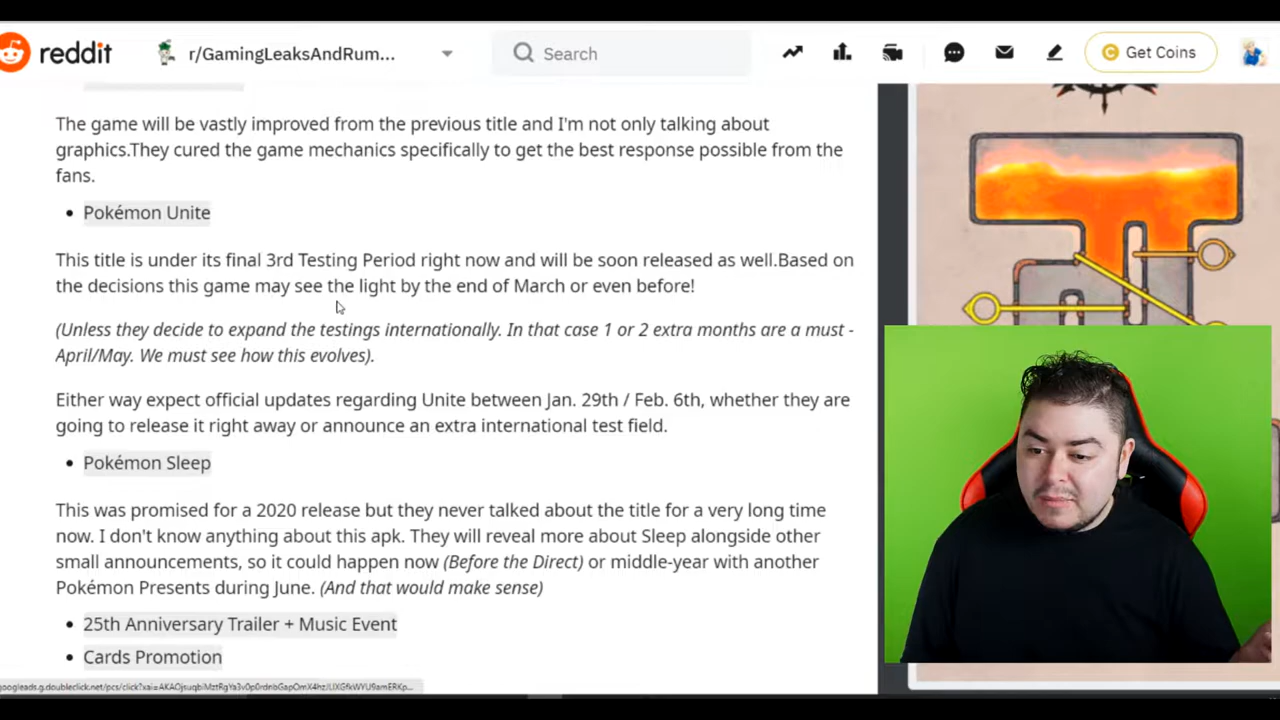 reddit
r/GamingLeaksAndRum...
Search
Get Coins
The game will be vastly improved from the previous title and I'm not only talking about
graphics.They cured the game mechanics specifically to get the best response possible from the
fans.
• Pokémon Unite
This title is under its final 3rd Testing Period right now and will be soon released as well.Based on
the decisions this game may see the light by the end of March or even before!
(Unless they decide to expand the testings internationally. In that case 1 or 2 extra months are a must -
April/May. We must see how this evolves).
Either way expect official updates regarding Unite between Jan. 29th / Feb. 6th, whether they are
going to release it right away or announce an extra international test field.
• Pokémon Sleep
This was promised for a 2020 release but they never talked about the title for a very long time
now. I don't know anything about this apk. They will reveal more about Sleep alongside other
small announcements, so it could happen now (Before the Direct) or middle-year with another
Pokémon Presents during June. (And that would make sense)
• 25th Anniversary Trailer + Music Event
• Cards Promotion